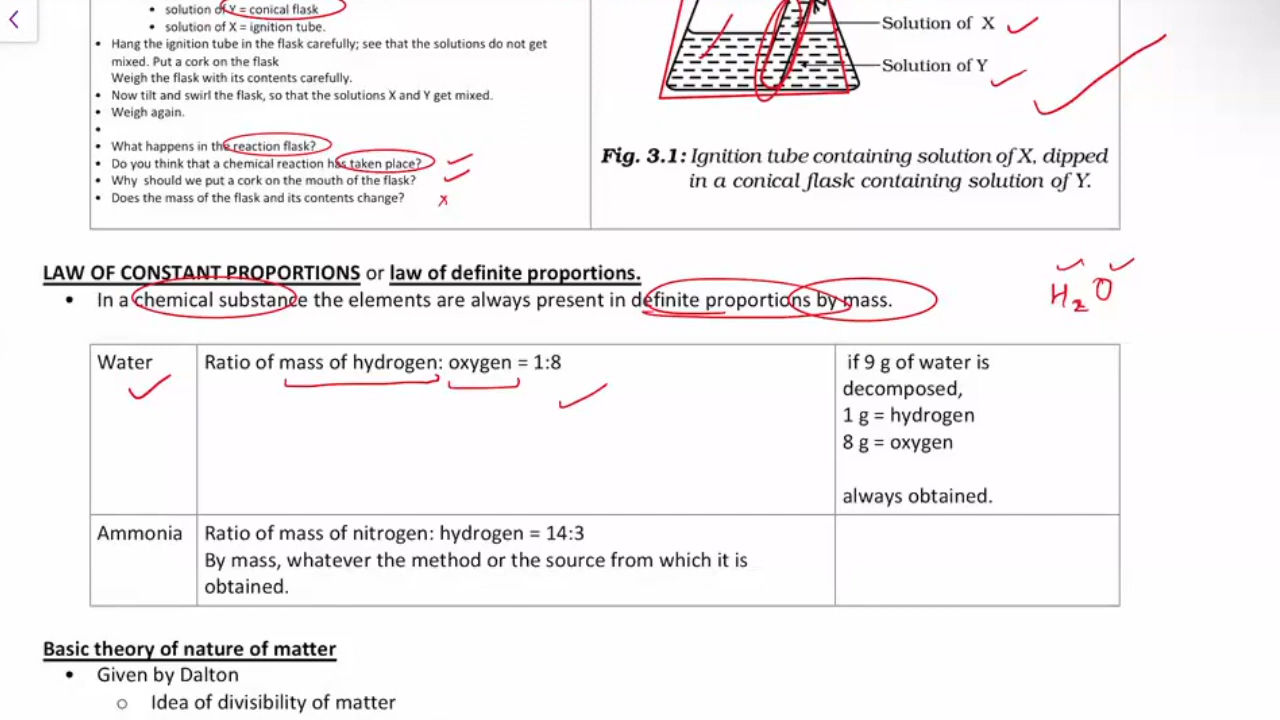 • solution of Y = conical flask
• solution of X = ignition tube.
• Hang the ignition tube in the flask carefully; see that the solutions do not get
mixed. Put a cork on the flask
Weigh the flask with its contents carefully.
• Now tilt and swirl the flask, so that the solutions X and Y get mixed.
• Weigh again.
•
• What happens in the reaction flask?
• Do you think that a chemical reaction has taken place?
• Why should we put a cork on the mouth of the flask?
• Does the mass of the flask and its contents change?
Solution of X
Solution of Y
Fig. 3.1: Ignition tube containing solution of X, dipped
in a conical flask containing solution of Y.
LAW OF CONSTANT PROPORTIONS or law of definite proportions.
• In a chemical substance the elements are always present in definite proportions by mass.
H2O
Water
Ratio of mass of hydrogen: oxygen = 1:8
if 9 g of water is
decomposed,
1 g = hydrogen
8 g = oxygen
always obtained.
Ammonia
Ratio of mass of nitrogen: hydrogen = 14:3
By mass, whatever the method or the source from which it is
obtained.
Basic theory of nature of matter
• Given by Dalton
o Idea of divisibility of matter